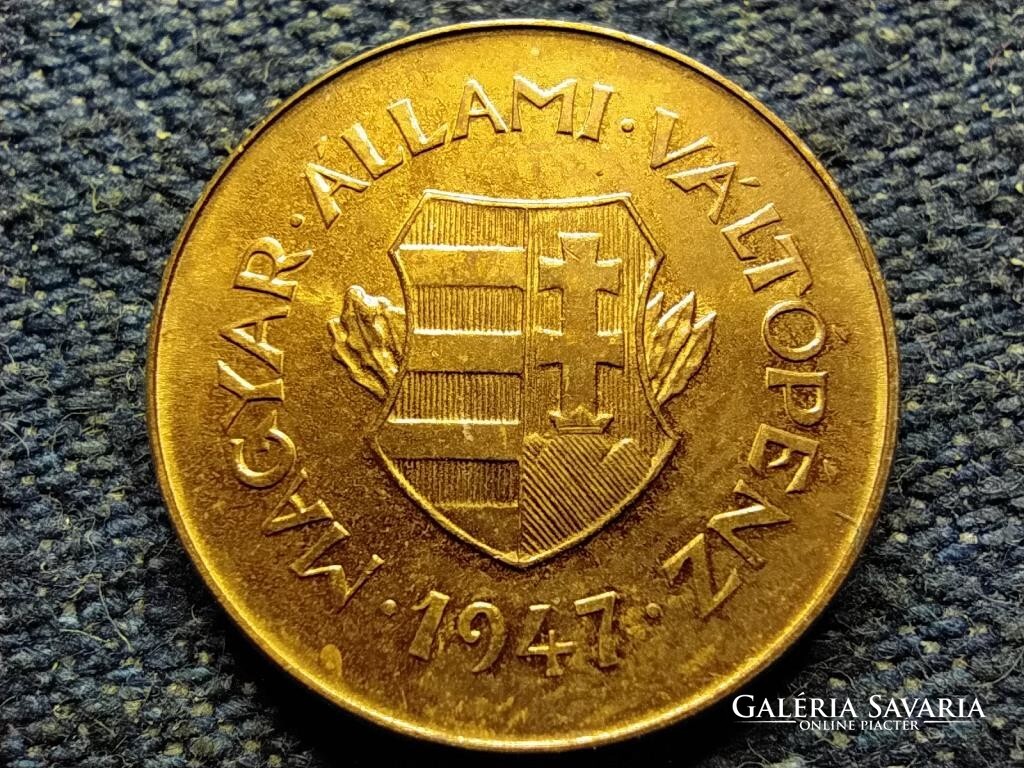 MAGYAR · ÁLLAMI · VÁLTÓPÉNZ
· 1947 ·
GALÉRIA SAVARIA
ONLINE PIACTÉR